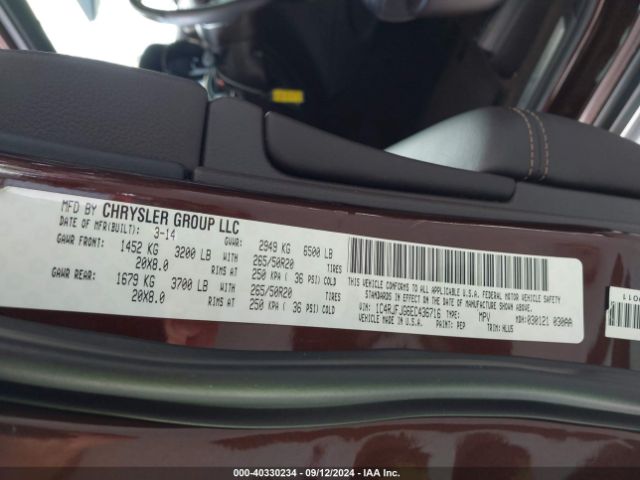 MFD BY CHRYSLER GROUP LLC
DATE OF MFR(BUILT): 3-14 GVWR: 2949 KG 6500 LB
GAWR FRONT: 1452 KG 3200 LB WITH 265/50R20 TIRES
20X8.0 RIMS AT 250 KPA ( 36 PSI) COLD
GAWR REAR: 1679 KG 3700 LB WITH 265/50R20 TIRES
20X8.0 RIMS AT 250 KPA ( 36 PSI) COLD
THIS VEHICLE CONFORMS TO ALL APPLICABLE U.S.A. FEDERAL MOTOR VEHICLE SAFETY
STANDARDS IN EFFECT ON THE DATE OF MANUFACTURE SHOWN ABOVE.
VIN: 1C4RJFJG6EC436716 TYPE: MPV MDH: 030121 030AA
VEHICLE MADE IN U.S.A. PAINT: PEP TRIM: HLU5
000-40330234 - 09/12/2024 - IAA Inc.